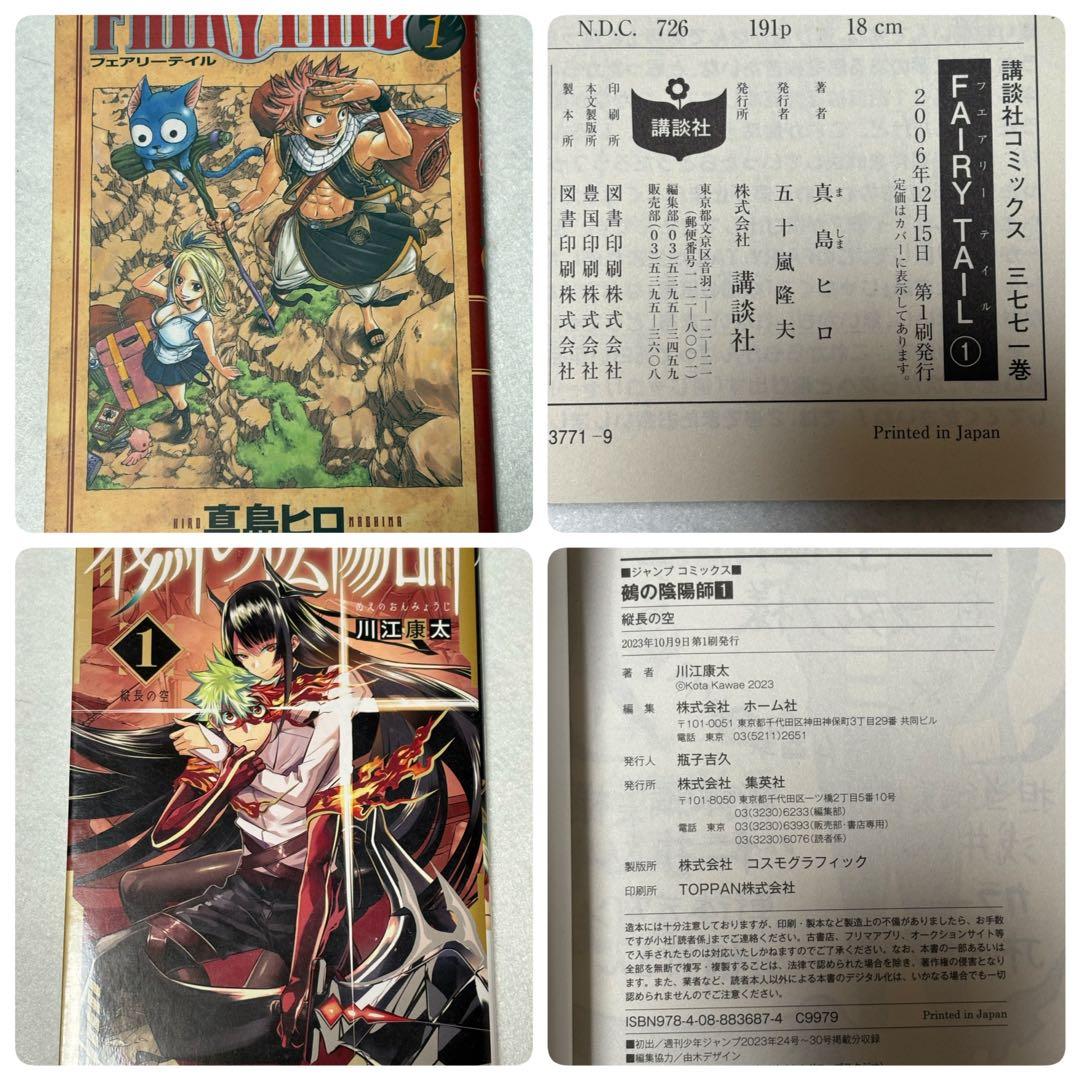 FAIRY TAIL
1
フェアリーテイル
HIRO 真島ヒロ MASHIMA
N.D.C. 726 191p 18 cm
講談社コミックス 三七七一巻
フェアリーテイル
FAIRY TAIL ①
2006年12月15日 第1刷発行
定価はカバーに表示してあります。
著者 真島ヒロ
ましま
発行者 五十嵐隆夫
発行所 株式会社 講談社
東京都文京区音羽二―一二―二一
(郵便番号一一二―八〇〇一)
編集部(03)五三九五―三四五九
販売部(03)五三九五―三六〇八
講談社
印刷所 図書印刷株式会社
本文製版所 豊国印刷株式会社
製本所 図書印刷株式会社
3771-9
Printed in Japan
鵺の陰陽師
ぬえのおんみょうじ
川江康太
1
縦長の空
■ジャンプ コミックス■
鵺の陰陽師1
縦長の空
2023年10月9日第1刷発行
著者 川江康太
©Kota Kawae 2023
編集 株式会社 ホーム社
〒101-0051 東京都千代田区神田神保町3丁目29番 共同ビル
電話 東京 03(5211)2651
発行人 瓶子吉久
発行所 株式会社 集英社
〒101-8050 東京都千代田区一ツ橋2丁目5番10号
03(3230)6233(編集部)
電話 東京 03(3230)6393(販売部・書店専用)
03(3230)6076(読者係)
製版所 株式会社 コスモグラフィック
印刷所 TOPPAN株式会社
造本には十分注意しておりますが、印刷・製本など製造上の不備がありましたら、お手数
ですが小社「読者係」までご連絡ください。古書店、フリマアプリ、オークションサイト等
で入手されたものは対応いたしかねますのでご了承ください。なお、本書の一部あるいは
全部を無断で複写・複製することは、法律で認められた場合を除き、著作権の侵害となり
ます。また、業者など、読者本人以外による本書のデジタル化は、いかなる場合でも一切
認められませんのでご注意ください。
ISBN978-4-08-883687-4 C9979 Printed in Japan
■初出/週刊少年ジャンプ2023年24号〜30号掲載分収録
■編集協力/由木デザイン